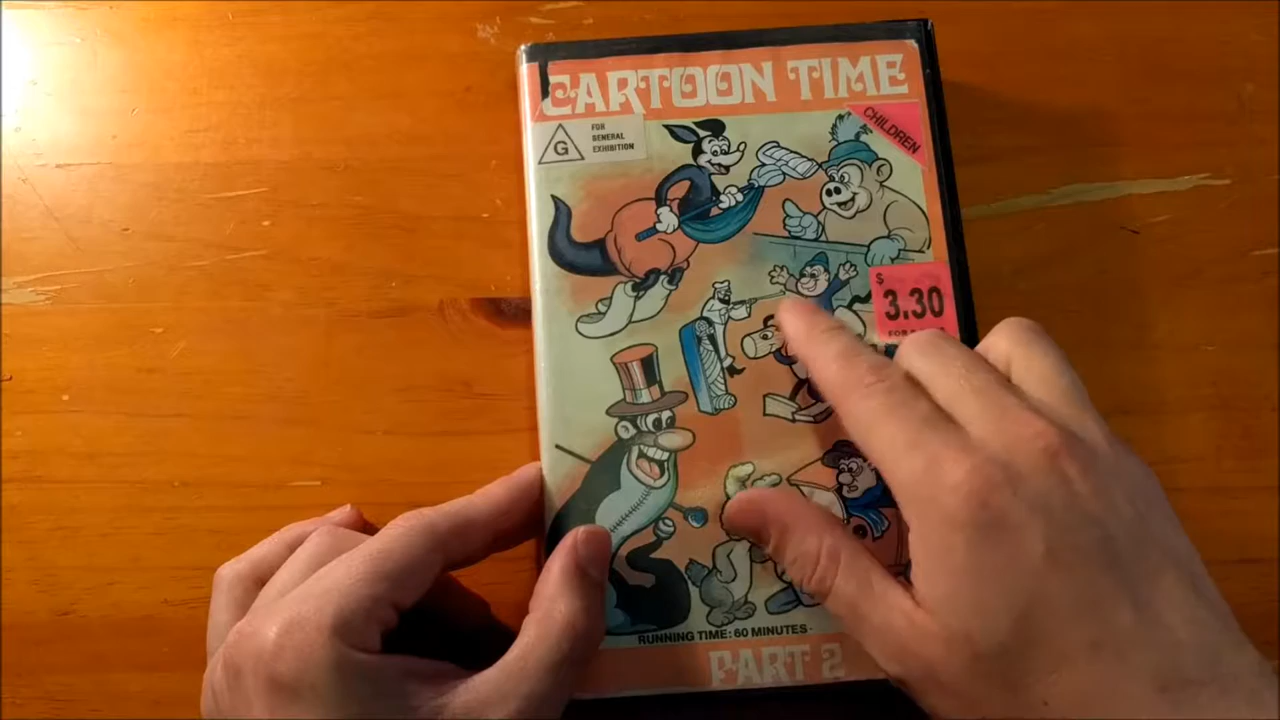 CARTOON TIME
G
FOR
GENERAL
EXHIBITION
CHILDREN
$
3.30
RUNNING TIME: 60 MINUTES
PART 2